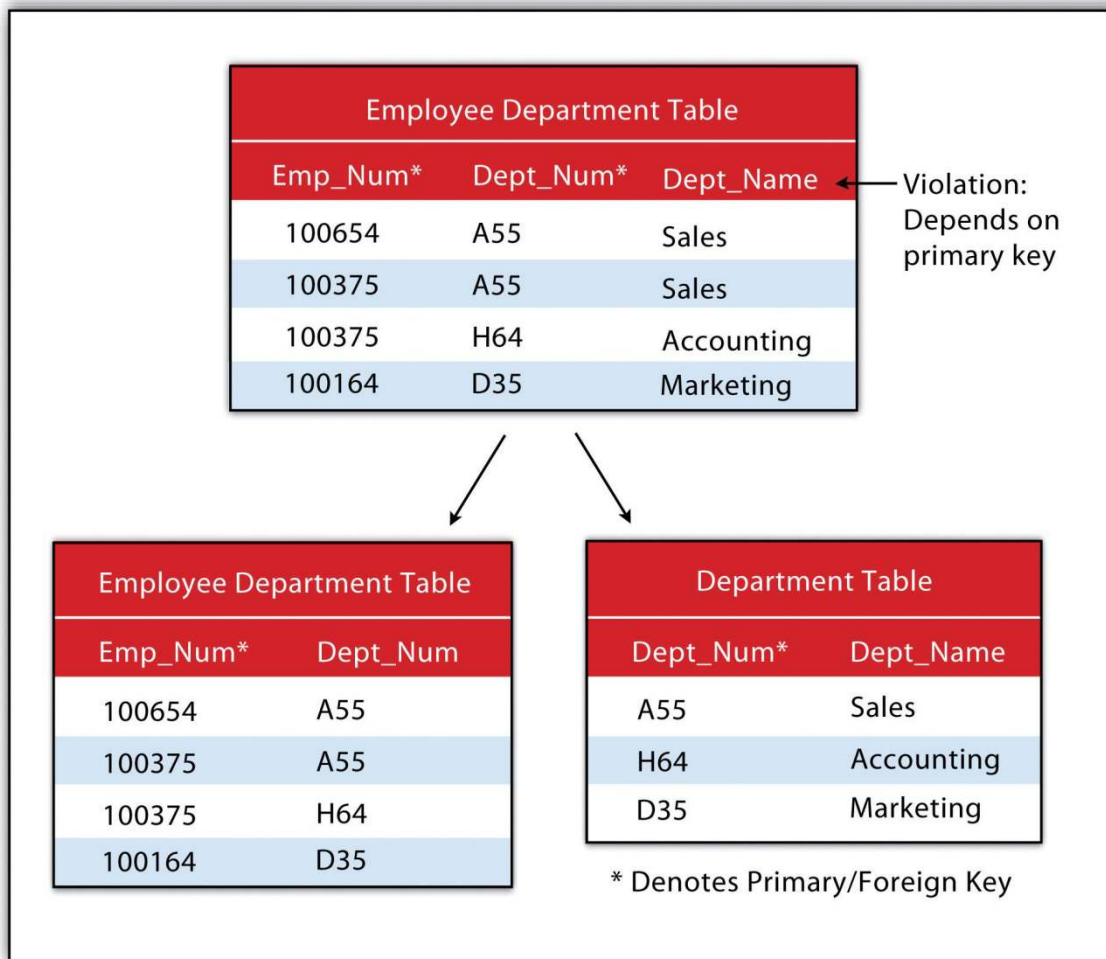 Employee Department Table
Emp_Num* Dept_Num* Dept_Name
Violation:
Depends on
primary key
100654 A55 Sales
100375 A55 Sales
100375 H64 Accounting
100164 D35 Marketing
Employee Department Table
Emp_Num* Dept_Num
100654 A55
100375 A55
100375 H64
100164 D35
Department Table
Dept_Num* Dept_Name
A55 Sales
H64 Accounting
D35 Marketing
* Denotes Primary/Foreign Key